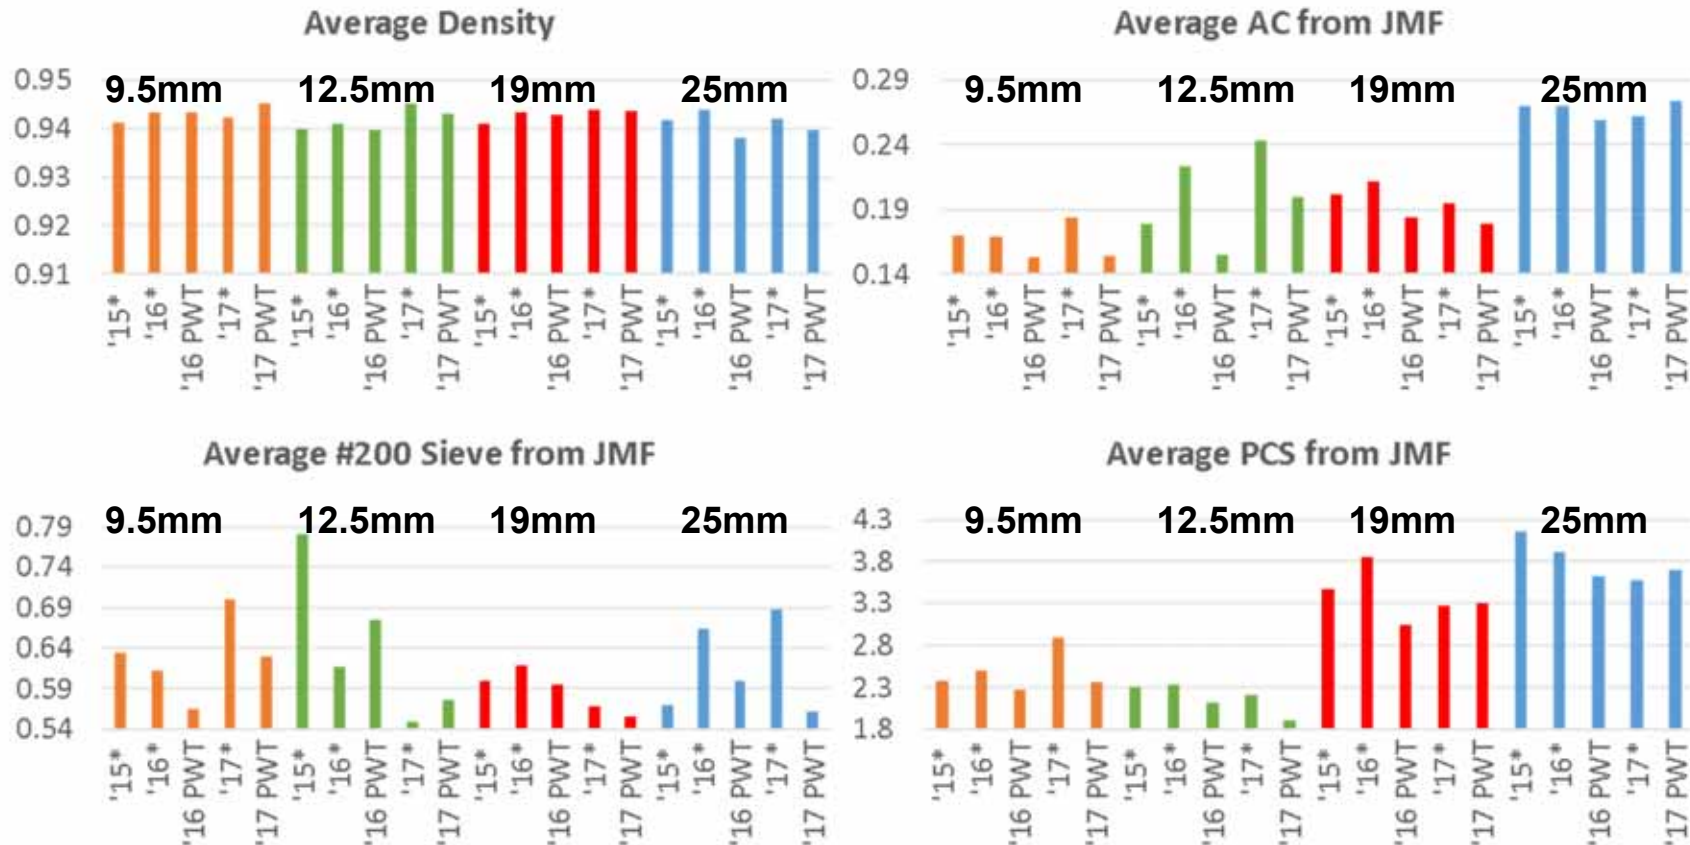 Average Density
0.95
0.94
0.93
0.92
0.91
9.5mm 12.5mm 19mm 25mm
'15* '16* '16 PWT '17* '17 PWT '15* '16* '16 PWT '17* '17 PWT '15* '16* '16 PWT '17* '17 PWT '15* '16* '16 PWT '17* '17 PWT
Average AC from JMF
0.29
0.24
0.19
0.14
9.5mm 12.5mm 19mm 25mm
'15* '16* '16 PWT '17* '17 PWT '15* '16* '16 PWT '17* '17 PWT '15* '16* '16 PWT '17* '17 PWT '15* '16* '16 PWT '17* '17 PWT
Average #200 Sieve from JMF
0.79
0.74
0.69
0.64
0.59
0.54
9.5mm 12.5mm 19mm 25mm
'15* '16* '16 PWT '17* '17 PWT '15* '16* '16 PWT '17* '17 PWT '15* '16* '16 PWT '17* '17 PWT '15* '16* '16 PWT '17* '17 PWT
Average PCS from JMF
4.3
3.8
3.3
2.8
2.3
1.8
9.5mm 12.5mm 19mm 25mm
'15* '16* '16 PWT '17* '17 PWT '15* '16* '16 PWT '17* '17 PWT '15* '16* '16 PWT '17* '17 PWT '15* '16* '16 PWT '17* '17 PWT